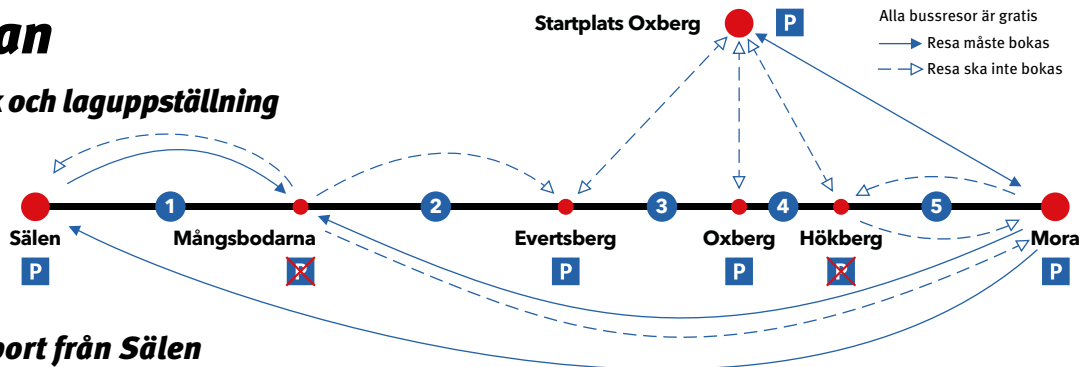 an
och laguppställning
Startplats Oxberg P
Alla bussresor är gratis
Resa måste bokas
Resa ska inte bokas
1 2 3 4 5
Sälen Mångsbodarna Evertsberg Oxberg Hökberg Mora
P P P P P P
port från Sälen